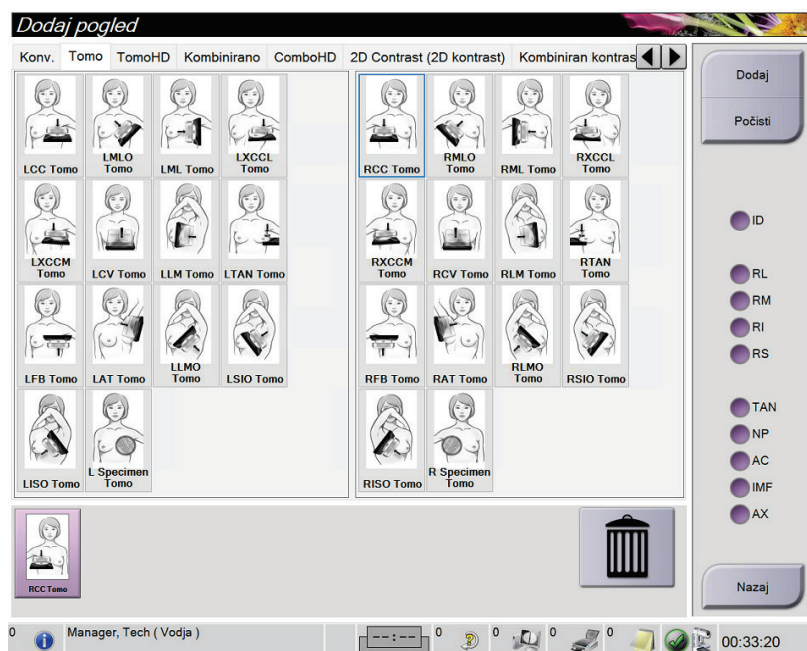 Dodaj pogled
Konv. Tomo TomoHD Kombinirano ComboHD 2D Contrast (2D kontrast) Kombiniran kontras
LCC Tomo
LMLO
Tomo
LML Tomo
LXCCL
Tomo
RCC Tomo
RMLO
Tomo
RML Tomo
RXCCL
Tomo
LXCCM
Tomo
LCV Tomo
LLM Tomo
LTAN Tomo
RXCCM
Tomo
RCV Tomo
RLM Tomo
RTAN
Tomo
LFB Tomo
LAT Tomo
LLMO
Tomo
LSIO Tomo
RFB Tomo
RAT Tomo
RLMO
Tomo
RSIO Tomo
LISO Tomo
L Specimen
Tomo
RISO Tomo
R Specimen
Tomo
RCC Tomo
Dodaj
Počisti
ID
RL
RM
RI
RS
TAN
NP
AC
IMF
AX
Nazaj
0 Manager, Tech ( Vodja ) --:-- 0 0 0 0 00:33:20